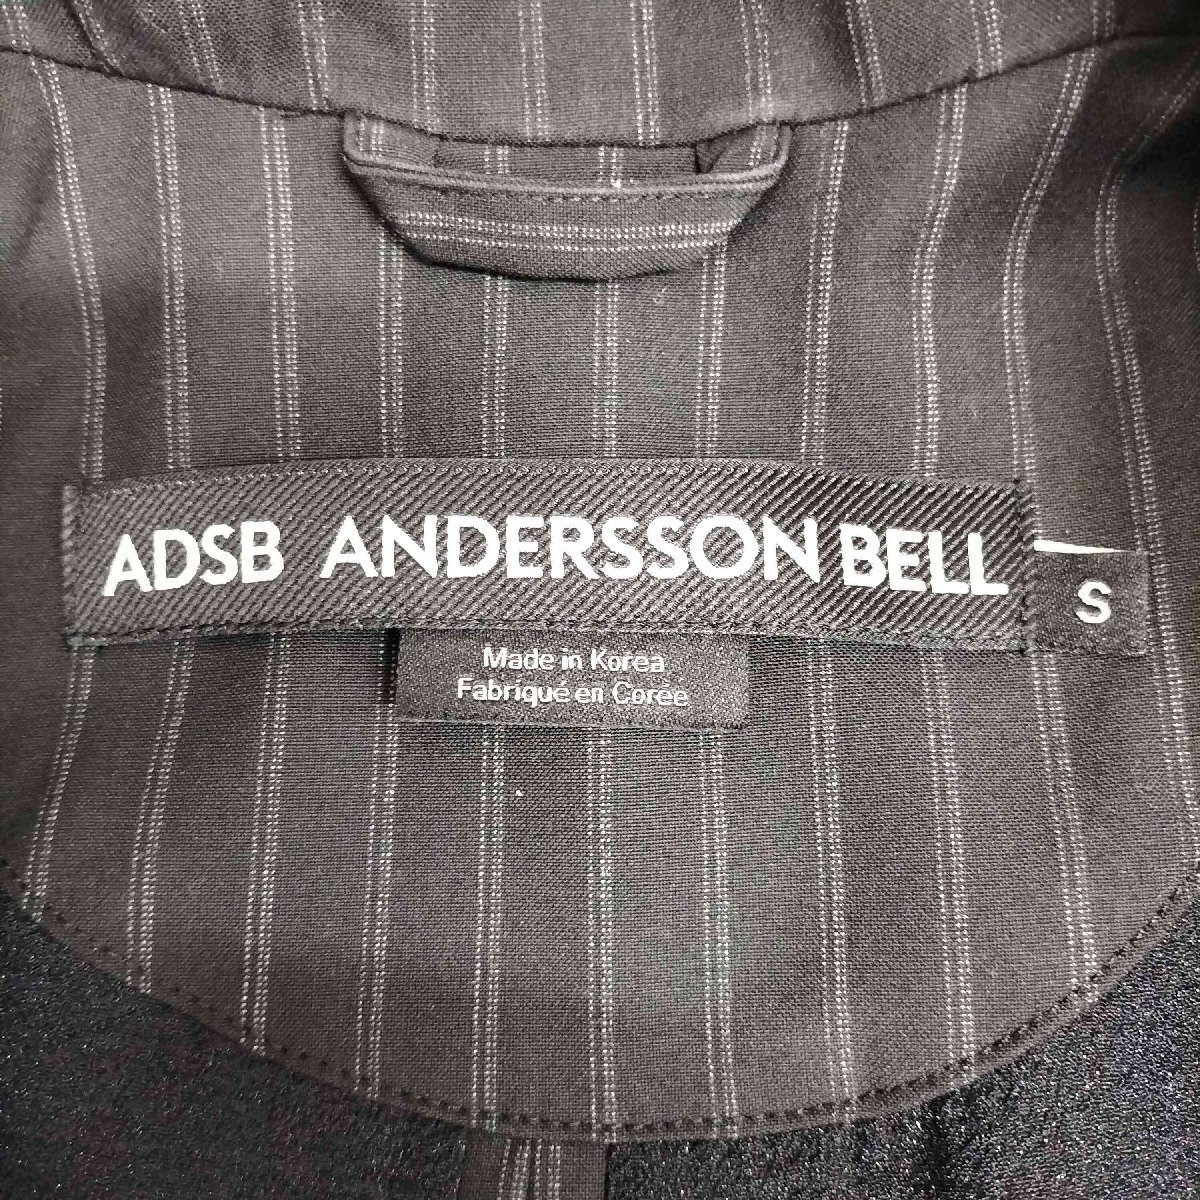 ADSB ANDERSSON BELL
S
Made in Korea
Fabriqué en Corée